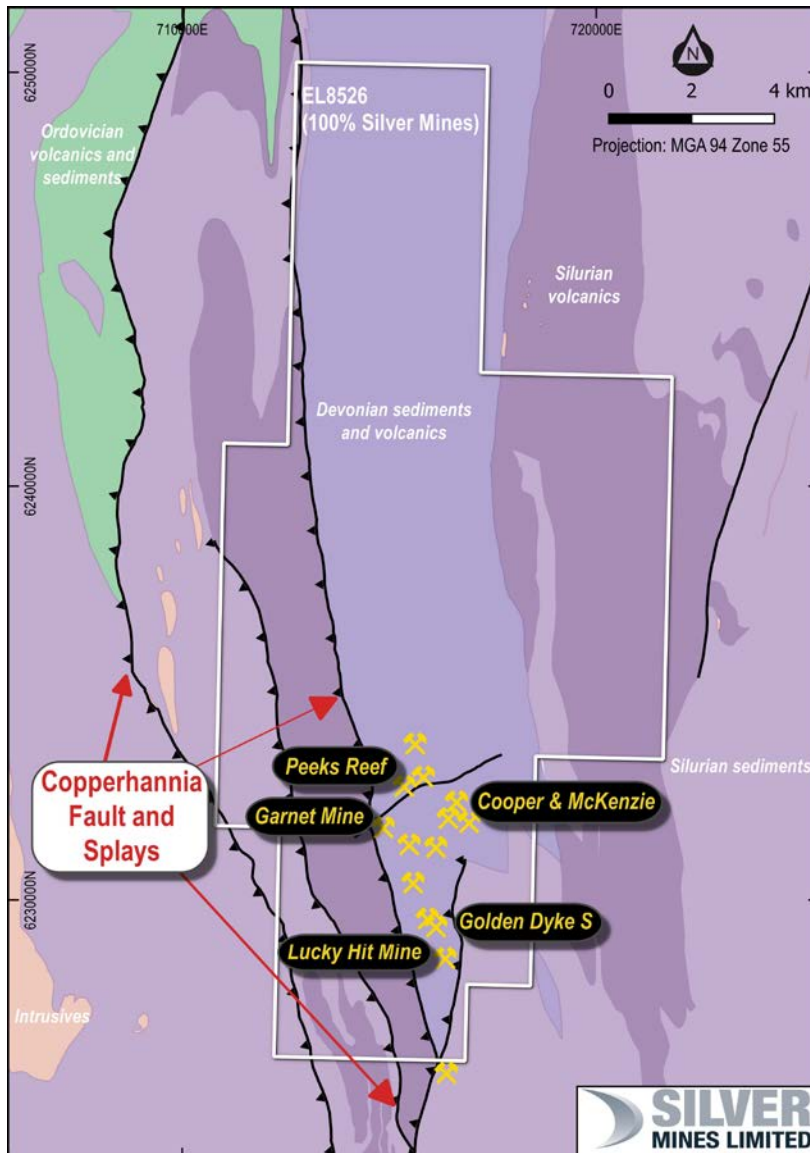 710000E
720000E
6250000N
EL8526
(100% Silver Mines)
0 2 4 km
Projection: MGA 94 Zone 55
Ordovician
volcanics and
sediments
Silurian
volcanics
Devonian sediments
and volcanics
6240000N
Copperhannia
Fault and
Splays
Peeks Reef
Garnet Mine
Cooper & McKenzie
Silurian sediments
6230000N
Golden Dyke S
Lucky Hit Mine
Intrusives
SILVER
MINES LIMITED